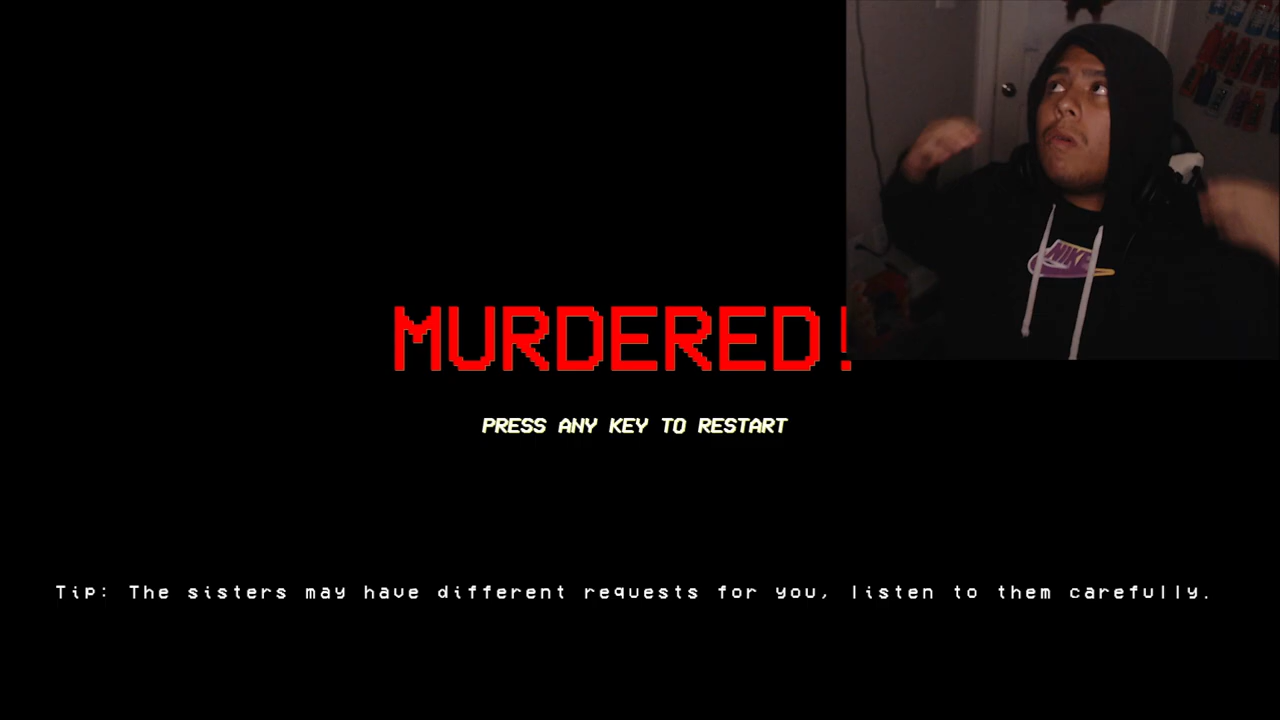 NIKE
MURDERED!
PRESS ANY KEY TO RESTART
Tip: The sisters may have different requests for you, listen to them carefully.